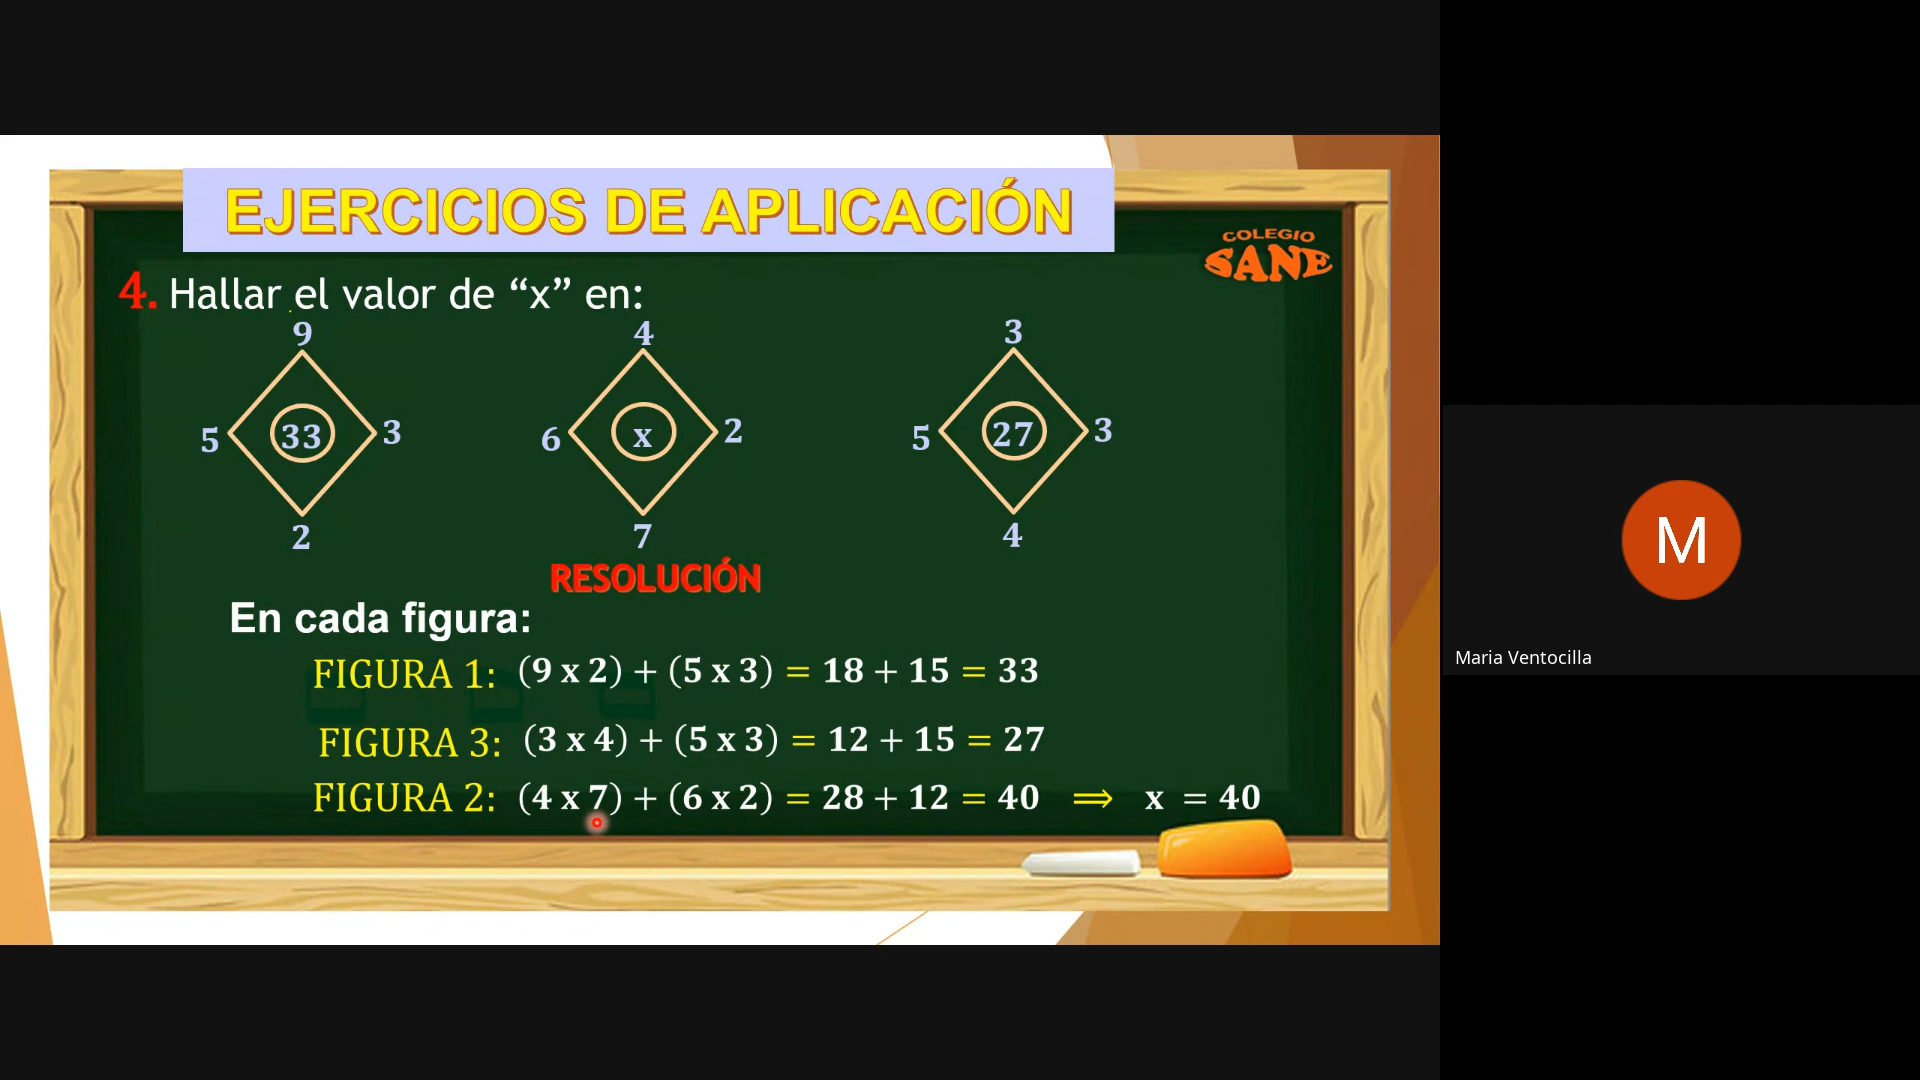 EJERCICIOS DE APLICACIÓN
COLEGIO
SANE
4. Hallar el valor de “x” en:
9 4 3
5 33 3 6 x 2 5 27 3
2 7 4
RESOLUCIÓN
En cada figura:
FIGURA 1: (9 x 2) + (5 x 3) = 18 + 15 = 33
FIGURA 3: (3 x 4) + (5 x 3) = 12 + 15 = 27
FIGURA 2: (4 x 7) + (6 x 2) = 28 + 12 = 40 ⟹ x = 40
M
Maria Ventocilla